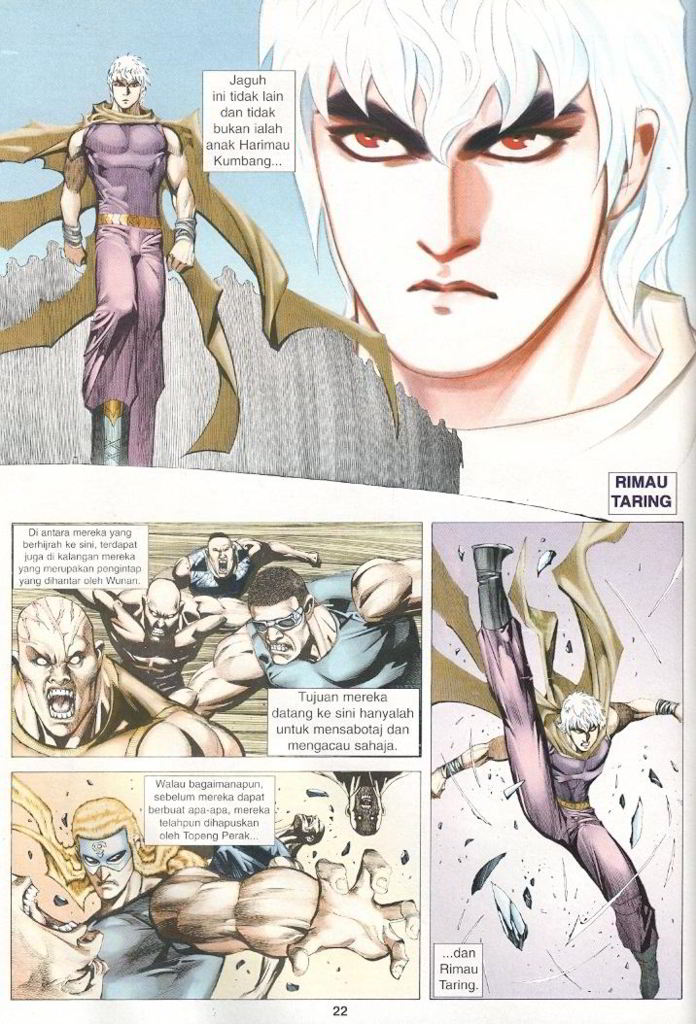 Jaguh
ini tidak lain
dan tidak
bukan ialah
anak Harimau
Kumbang...
RIMAU
TARING
Di antara mereka yang
berhijrah ke sini, terdapat
juga di kalangan mereka
yang merupakan pengintap
yang dihantar oleh Wunan.
Tujuan mereka
datang ke sini hanyalah
untuk mensabotaj dan
mengacau sahaja.
Walau bagaimanapun,
sebelum mereka dapat
berbuat apa-apa, mereka
telahpun dihapuskan
oleh Topeng Perak...
...dan
Rimau
Taring.
22